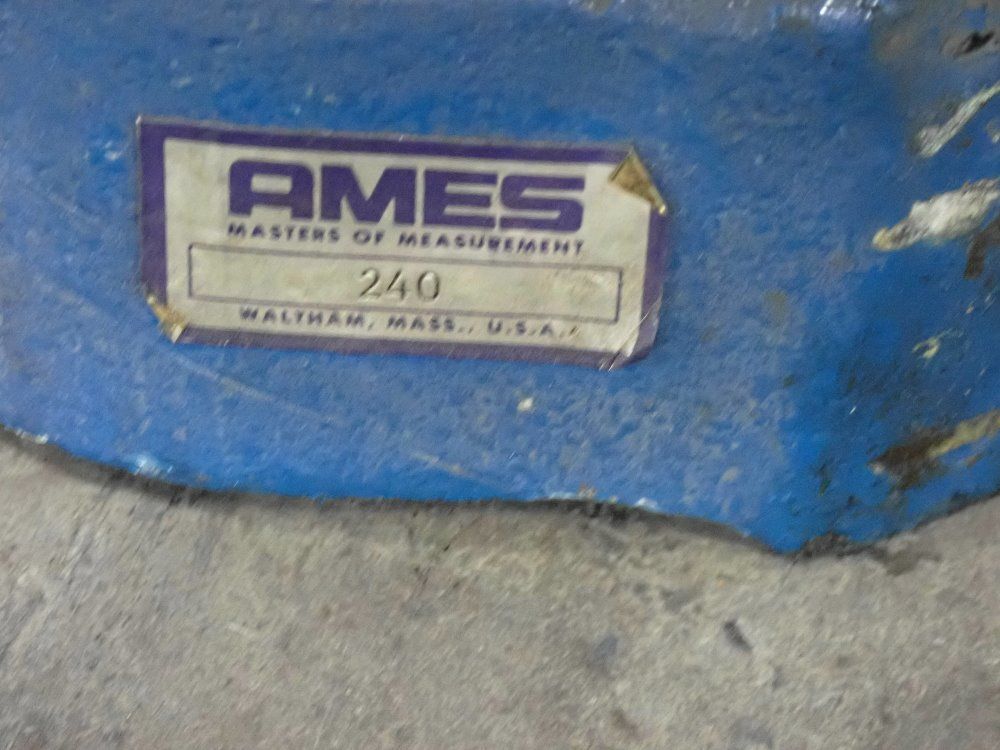 AMES
MASTERS OF MEASUREMENT
240
WALTHAM, MASS., U.S.A.